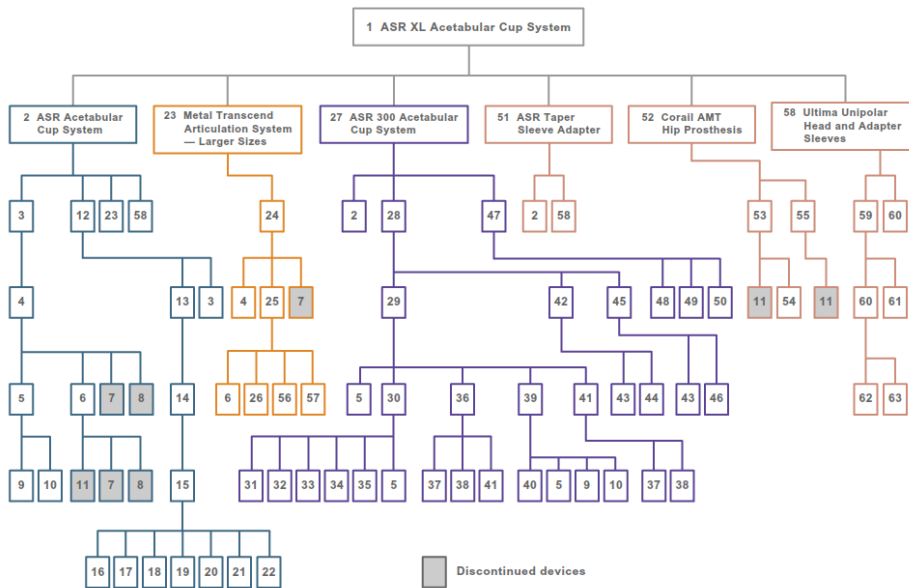 1 ASR XL Acetabular Cup System
2 ASR Acetabular
Cup System
23 Metal Transcend
Articulation System
— Larger Sizes
27 ASR 300 Acetabular
Cup System
51 ASR Taper
Sleeve Adapter
52 Corail AMT
Hip Prosthesis
58 Ultima Unipolar
Head and Adapter
Sleeves
3 12 23 58 24 2 28 47 2 58 53 55 59 60
4 13 3 4 25 7 29 42 45 48 49 50 11 54 11 60 61
5 6 7 8 14 6 26 56 57 5 30 36 39 41 43 44 43 46 62 63
9 10 11 7 8 15 31 32 33 34 35 5 37 38 41 40 5 9 10 37 38
16 17 18 19 20 21 22
Discontinued devices